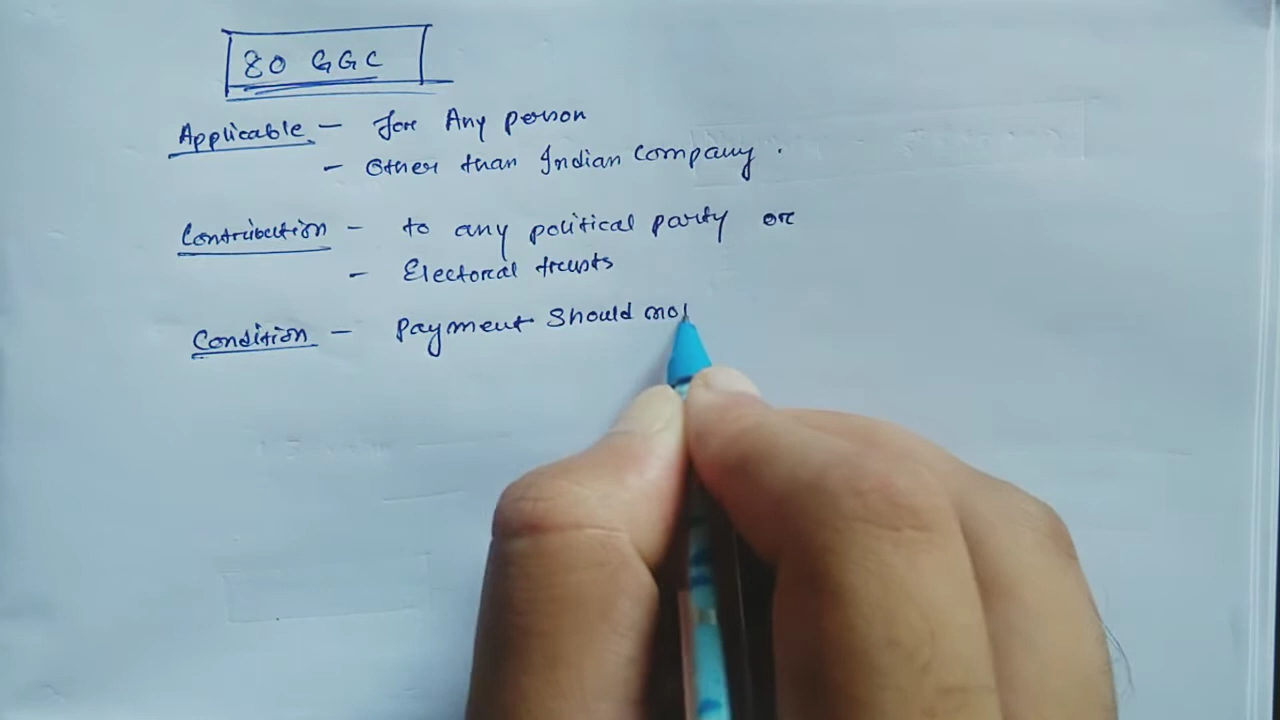 80 GGC
Applicable - for Any person
- Other than Indian Company.
Contribution - to any political party or
- Electoral trusts
Condition - Payment Should not